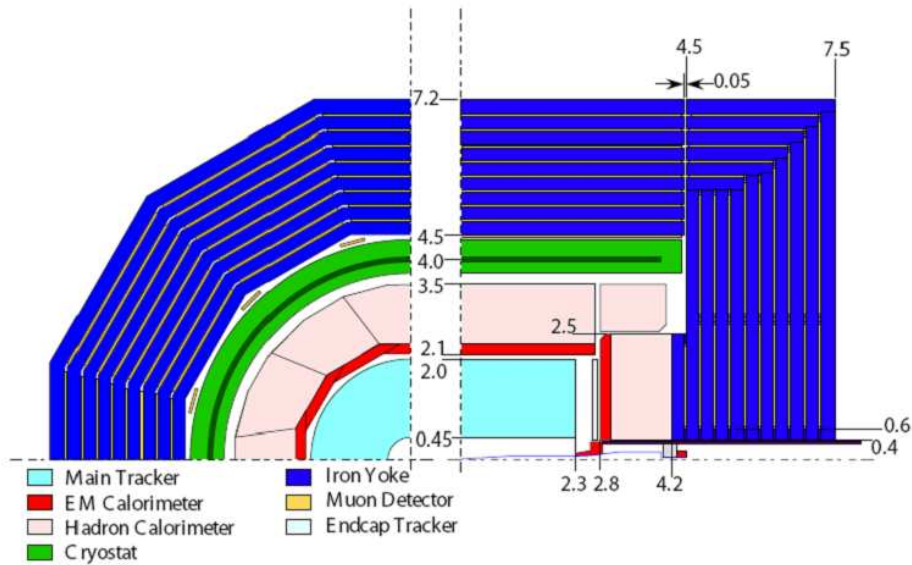 4.5
7.5
0.05
7.2
4.5
4.0
3.5
2.5
2.1
2.0
0.6
0.45
0.4
2.3 2.8 4.2
Main Tracker
EM Calorimeter
Hadron Calorimeter
Cryostat
Iron Yoke
Muon Detector
Endcap Tracker